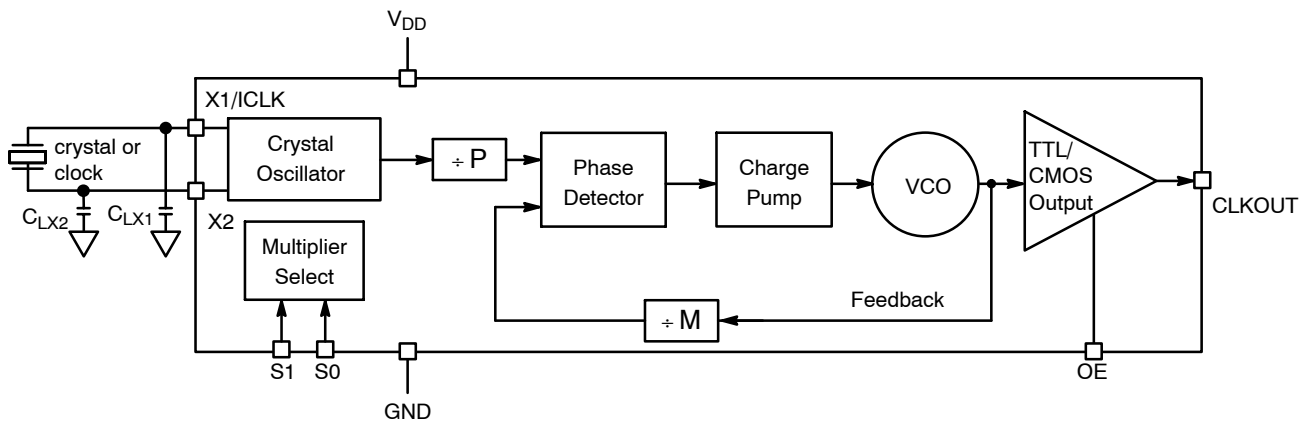 VDD
X1/ICLK
crystal or
clock
Crystal
Oscillator
÷ P
Phase
Detector
Charge
Pump
VCO
TTL/
CMOS
Output
CLKOUT
CLX2
CLX1
X2
Multiplier
Select
Feedback
÷ M
S1
S0
GND
OE